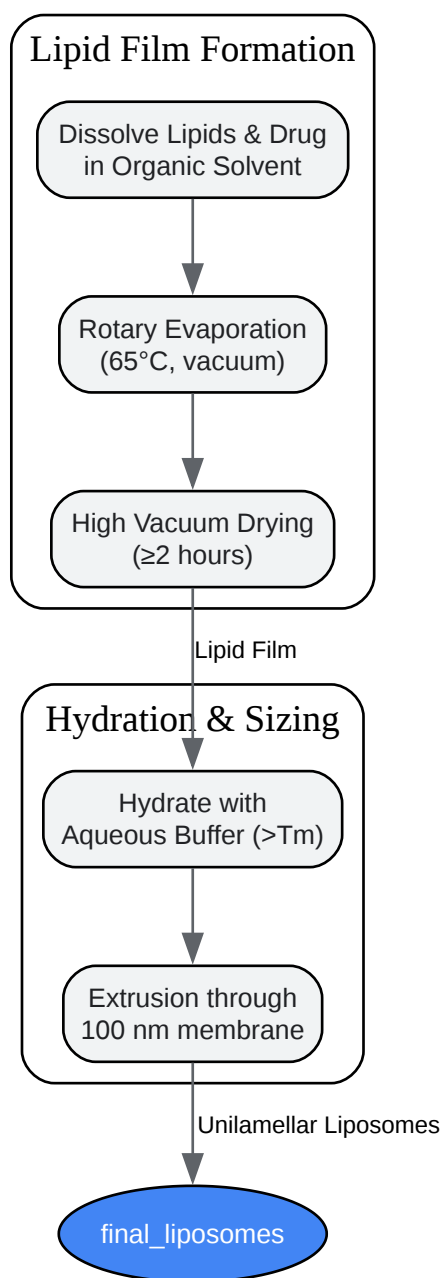 Lipid Film Formation
Dissolve Lipids & Drug
in Organic Solvent
Rotary Evaporation
(65°C, vacuum)
High Vacuum Drying
(≥2 hours)
Lipid Film
Hydration & Sizing
Hydrate with
Aqueous Buffer (>Tm)
Extrusion through
100 nm membrane
Unilamellar Liposomes
final_liposomes